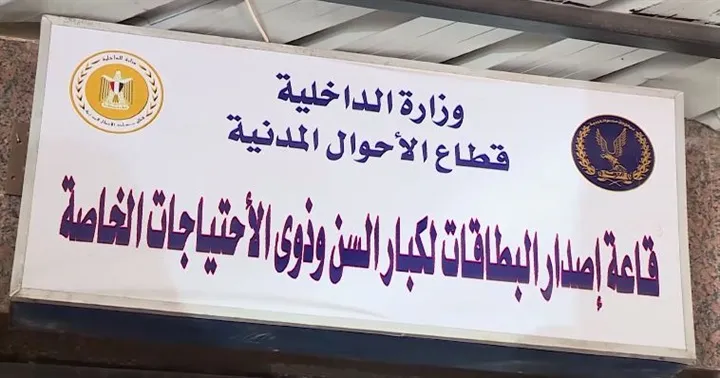 وزارة الداخلية
قطاع الأحوال المدنية
قاعة إصدار البطاقات لكبار السن وذوى الأحتياجات الخاصة